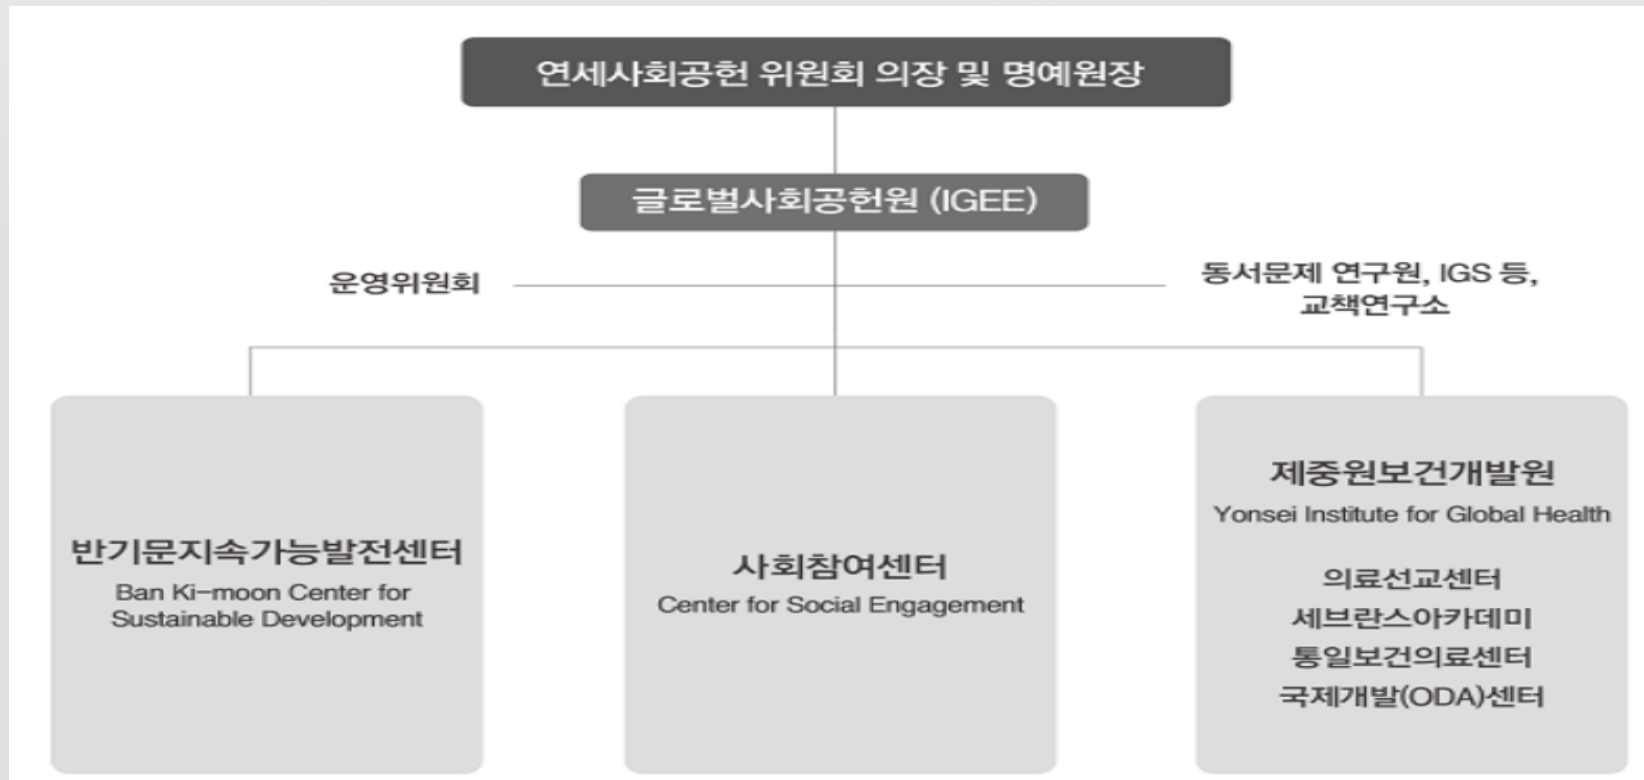 연세사회공헌 위원회 의장 및 명예원장
글로벌사회공헌원 (IGEE)
운영위원회
동서문제 연구원, IGS 등,
교책연구소
반기문지속가능발전센터
Ban Ki-moon Center for
Sustainable Development
사회참여센터
Center for Social Engagement
제중원보건개발원
Yonsei Institute for Global Health
의료선교센터
세브란스아카데미
통일보건의료센터
국제개발(ODA)센터